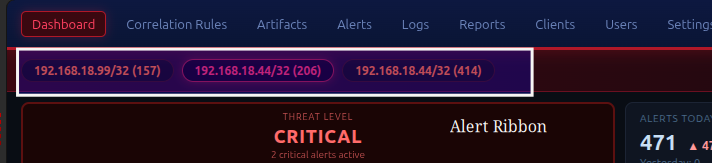 Dashboard Correlation Rules Artifacts Alerts Logs Reports Clients Users Settings
192.168.18.99/32 (157) 192.168.18.44/32 (206) 192.168.18.44/32 (414)
THREAT LEVEL
CRITICAL
2 critical alerts active
Alert Ribbon
ALERTS TODAY
471 ▲ 47
Yesterday: 0